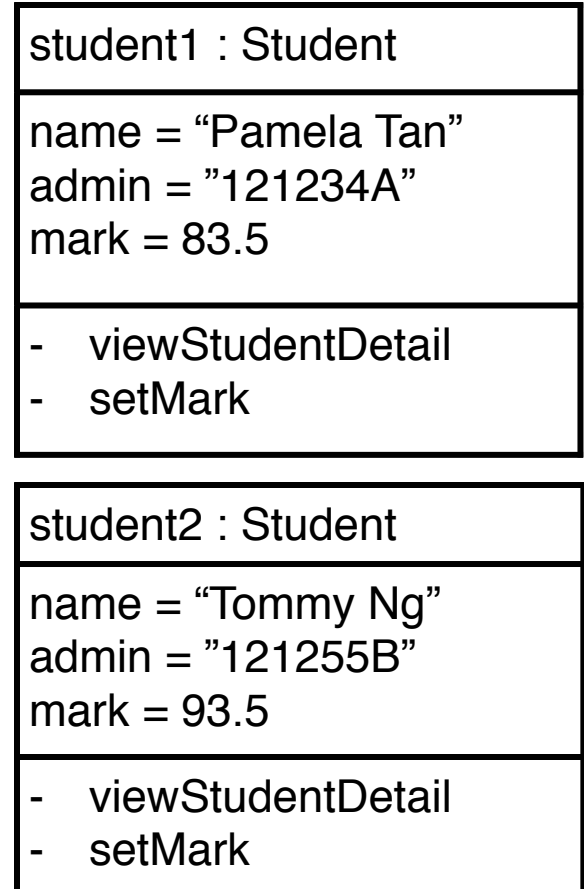 student1 : Student
name = “Pamela Tan”
admin = ”121234A”
mark = 83.5
- viewStudentDetail
- setMark
student2 : Student
name = “Tommy Ng”
admin = ”121255B”
mark = 93.5
- viewStudentDetail
- setMark